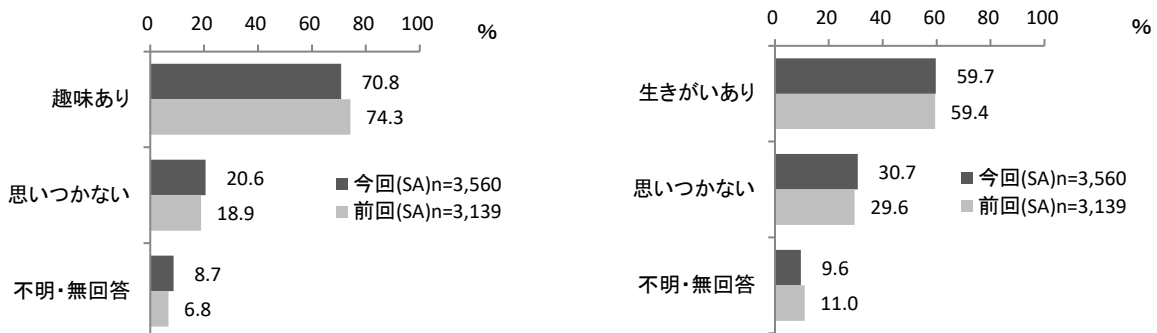 0 20 40 60 80 100 %
趣味あり
70.8
74.3
思いつかない
20.6
18.9
不明・無回答
8.7
6.8
今回(SA)n=3,560
前回(SA)n=3,139
0 20 40 60 80 100 %
生きがいあり
59.7
59.4
思いつかない
30.7
29.6
不明・無回答
9.6
11.0
今回(SA)n=3,560
前回(SA)n=3,139